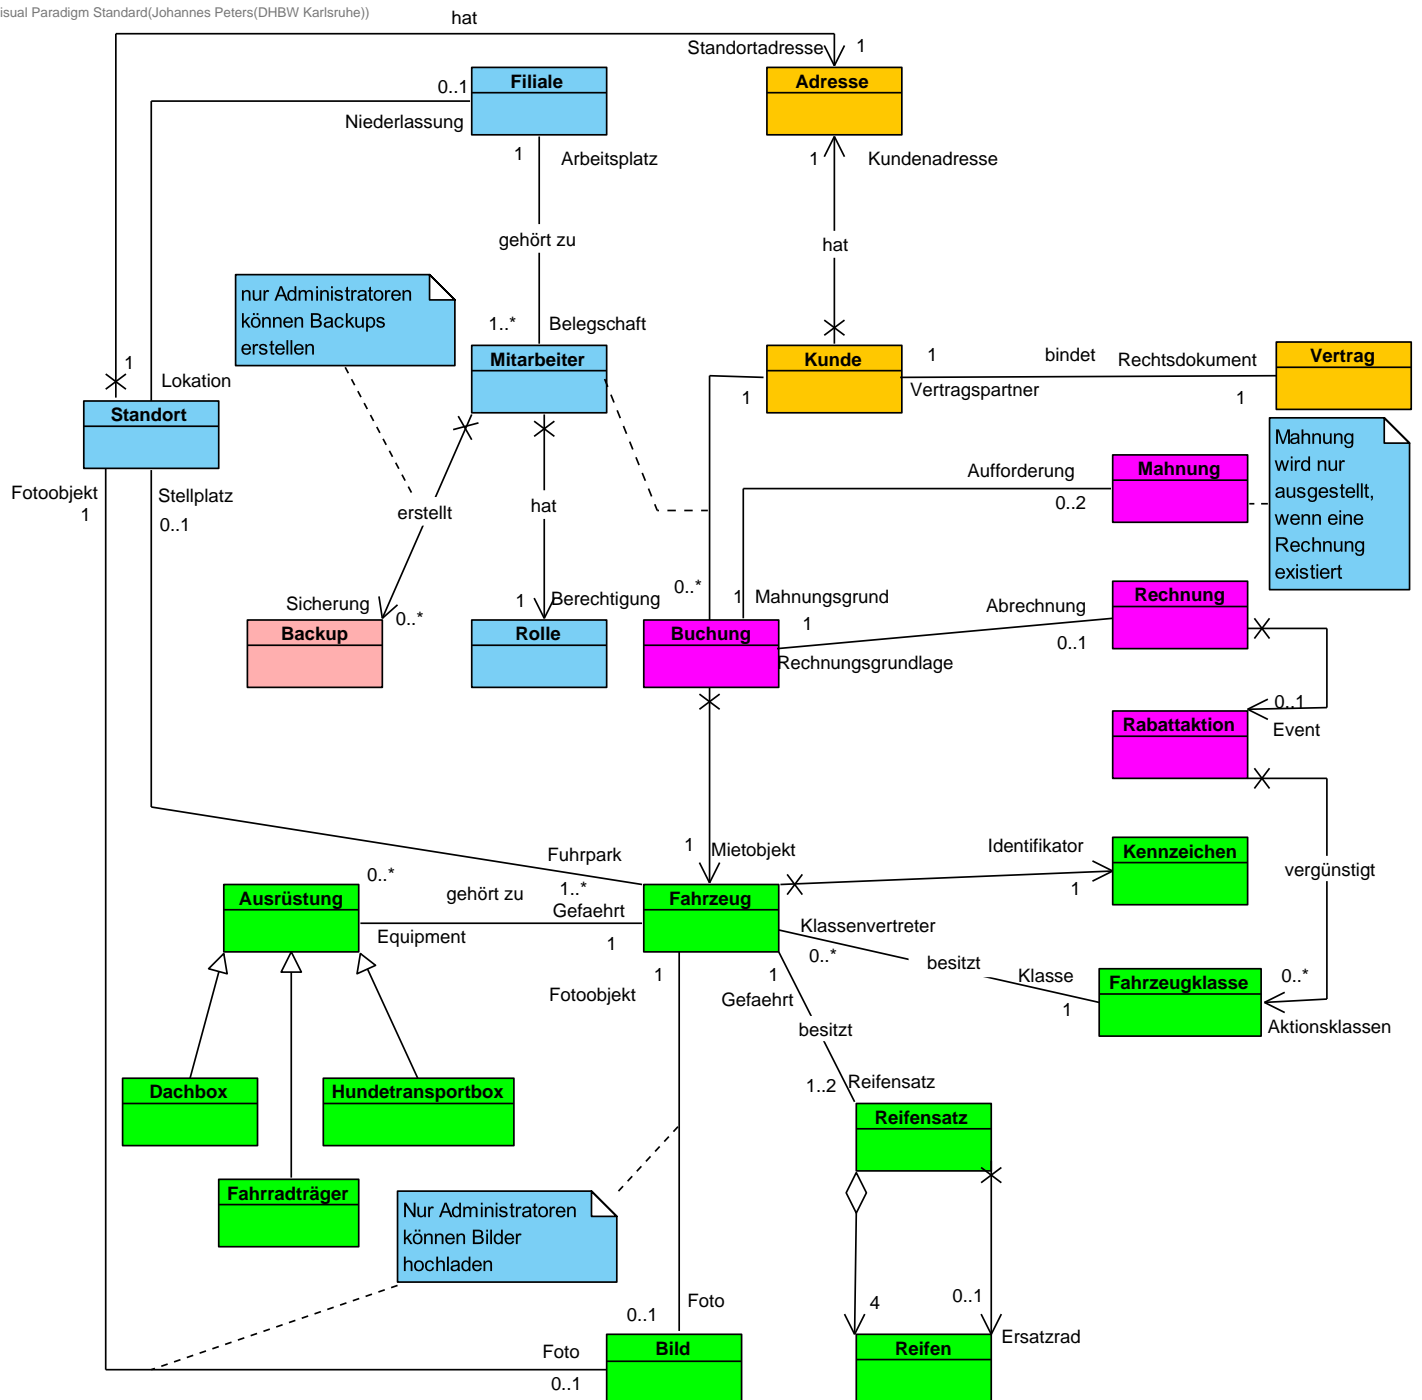 isual Paradigm Standard(Johannes Peters(DHBW Karlsruhe))
hat
Standortadresse
1
Filiale
Adresse
0..1
Niederlassung
1
Arbeitsplatz
1
Kundenadresse
gehört zu
hat
nur Administratoren
können Backups
erstellen
1..*
Belegschaft
Mitarbeiter
Kunde
1
bindet
Rechtsdokument
Vertrag
1
Lokation
1
Vertragspartner
1
Standort
Mahnung
wird nur
ausgestellt,
wenn eine
Rechnung
existiert
Aufforderung
Mahnung
0..2
Fotoobjekt
1
Stellplatz
0..1
erstellt
hat
0..*
1
Mahnungsgrund
Sicherung
0..*
1
Berechtigung
1
Abrechnung
Rechnung
0..1
Backup
Rolle
Buchung
Rechnungsgrundlage
0..1
Event
Rabattaktion
1
Mietobjekt
Identifikator
Kennzeichen
1
vergünstigt
Fuhrpark
0..*
gehört zu
1..*
Ausrüstung
Fahrzeug
Gefaehrt
Equipment
1
Klassenvertreter
0..*
besitzt
Klasse
1
Fahrzeugklasse
0..*
Aktionsklassen
1
Fotoobjekt
1
Gefaehrt
besitzt
1..2
Reifensatz
Dachbox
Hundetransportbox
Reifensatz
Fahrradträger
Nur Administratoren
können Bilder
hochladen
Foto
0..1
4
0..1
Ersatzrad
Foto
0..1
Bild
Reifen